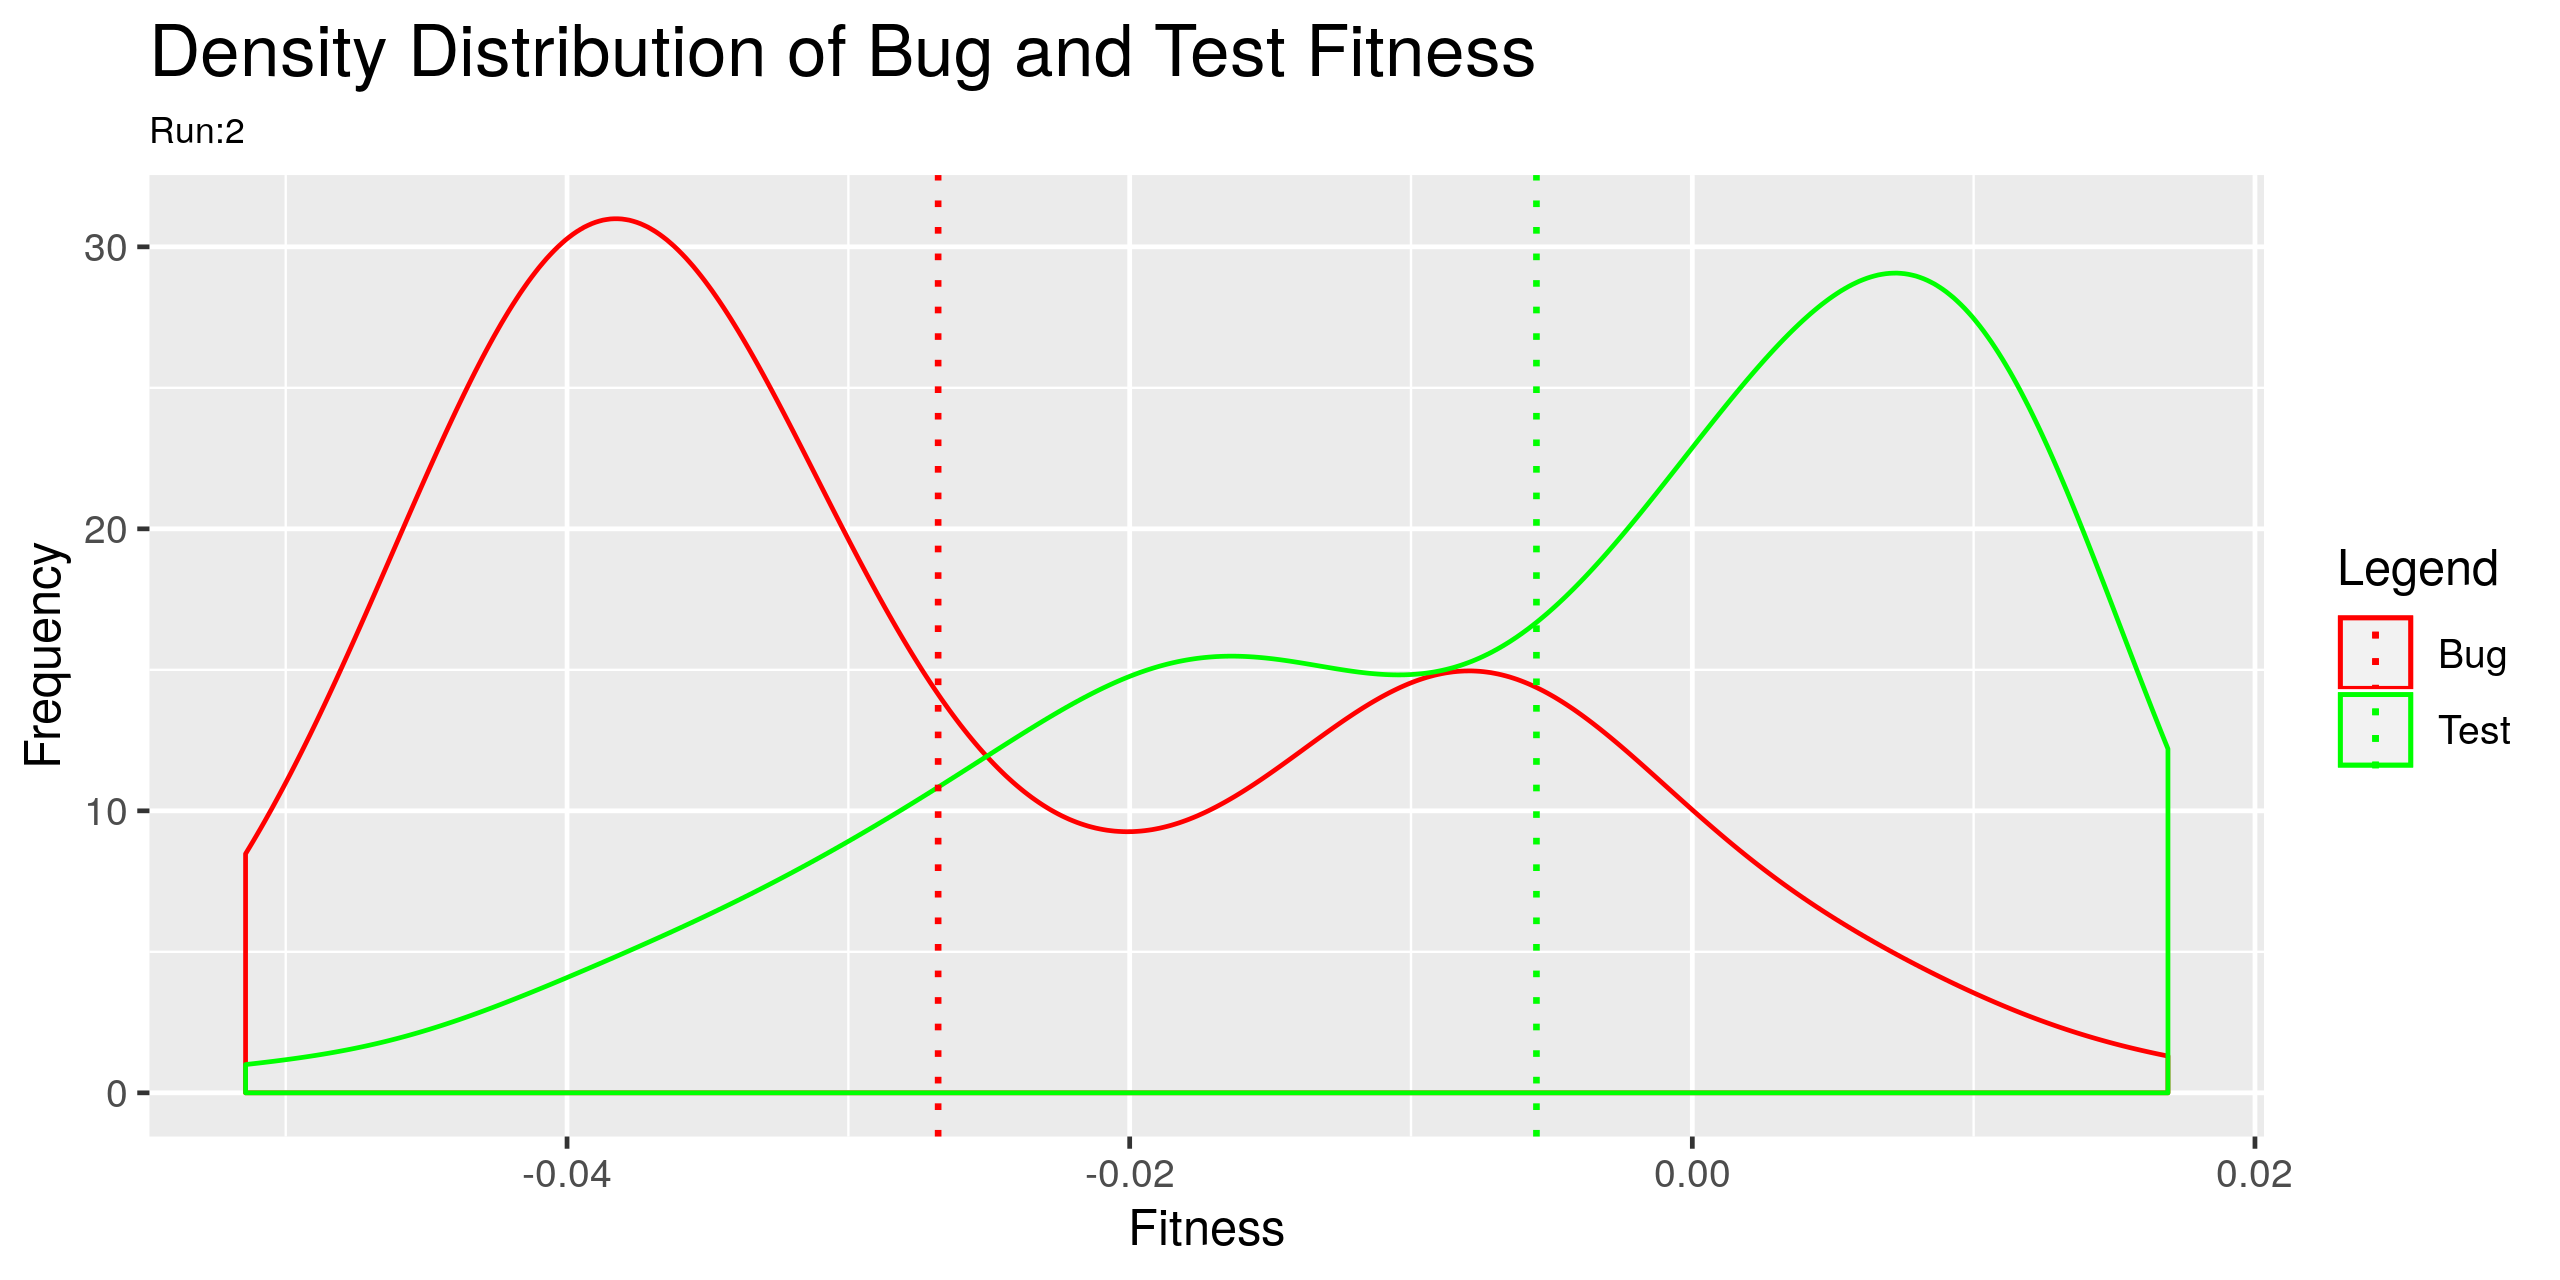 Density Distribution of Bug and Test Fitness
Run:2
Frequency
30
20
10
0
-0.04
-0.02
0.00
0.02
Fitness
Legend
Bug
Test